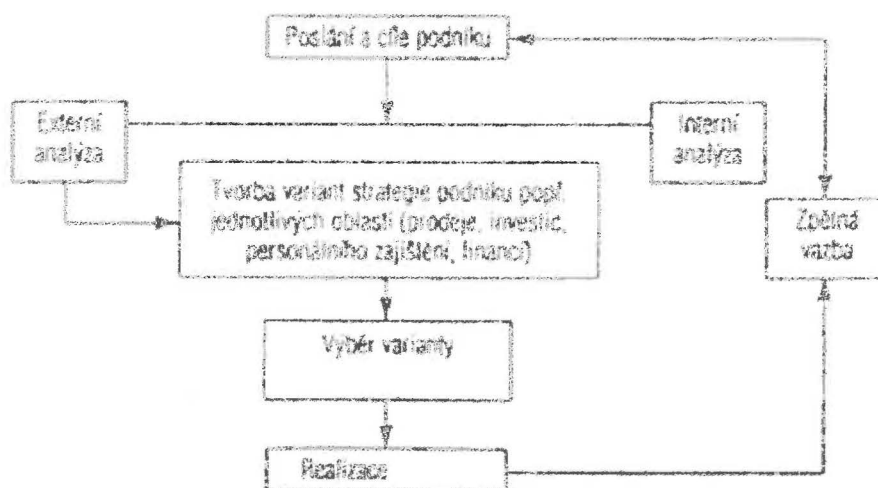 Poslání a cíle podniku
Externí
analýza
Interní
analýza
Tvorba variant strategie podniku popř.
jednotlivých oblastí (prodeje, investic,
personálního zajištění, financí)
Zpětná
vazba
Výběr varianty
Realizace